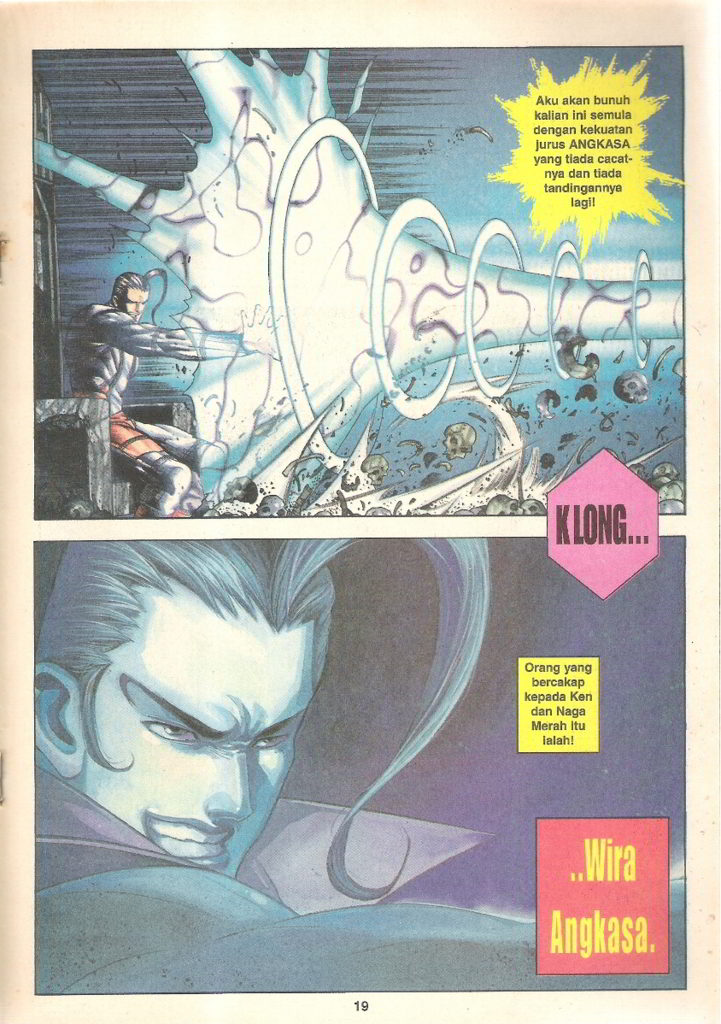 Aku akan bunuh
kalian ini semula
dengan kekuatan
jurus ANGKASA
yang tiada cacat-
nya dan tiada
tandingannya
lagi!
K LONG...
Orang yang
bercakap
kepada Ken
dan Naga
Merah itu
ialah!
..Wira
Angkasa.
19